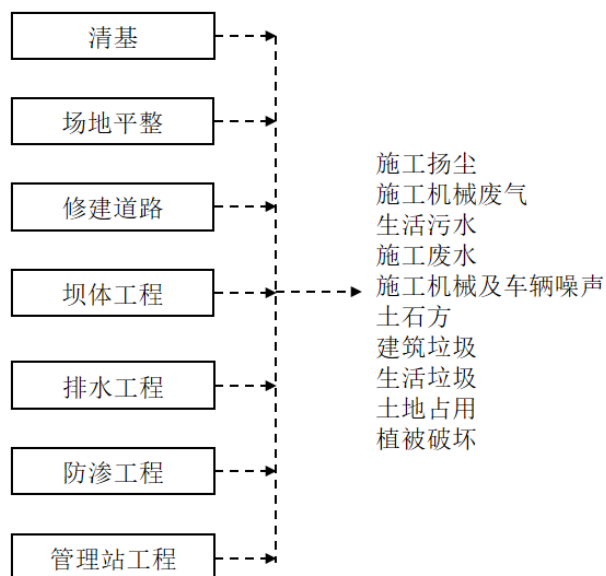 清基
场地平整
修建道路
坝体工程
排水工程
防渗工程
管理站工程
施工扬尘
施工机械废气
生活污水
施工废水
施工机械及车辆噪声
土石方
建筑垃圾
生活垃圾
土地占用
植被破坏